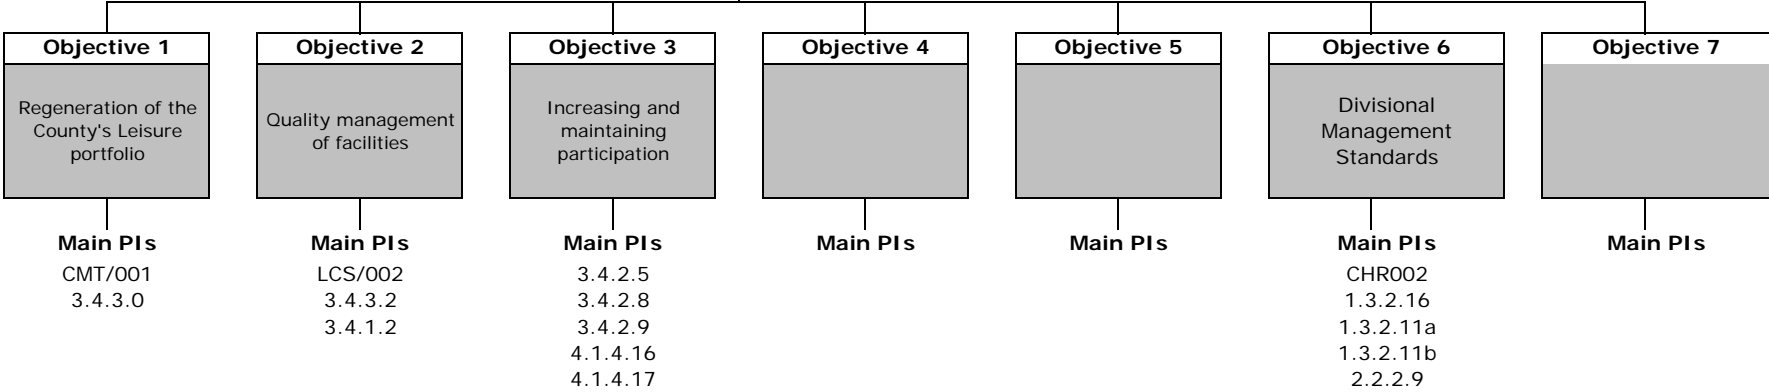 Objective 1
Regeneration of the
County's Leisure
portfolio
Main PIs
CMT/001
3.4.3.0
Objective 2
Quality management
of facilities
Main PIs
LCS/002
3.4.3.2
3.4.1.2
Objective 3
Increasing and
maintaining
participation
Main PIs
3.4.2.5
3.4.2.8
3.4.2.9
4.1.4.16
4.1.4.17
Objective 4
Main PIs
Objective 5
Main PIs
Objective 6
Divisional
Management
Standards
Main PIs
CHR002
1.3.2.16
1.3.2.11a
1.3.2.11b
2.2.2.9
Objective 7
Main PIs